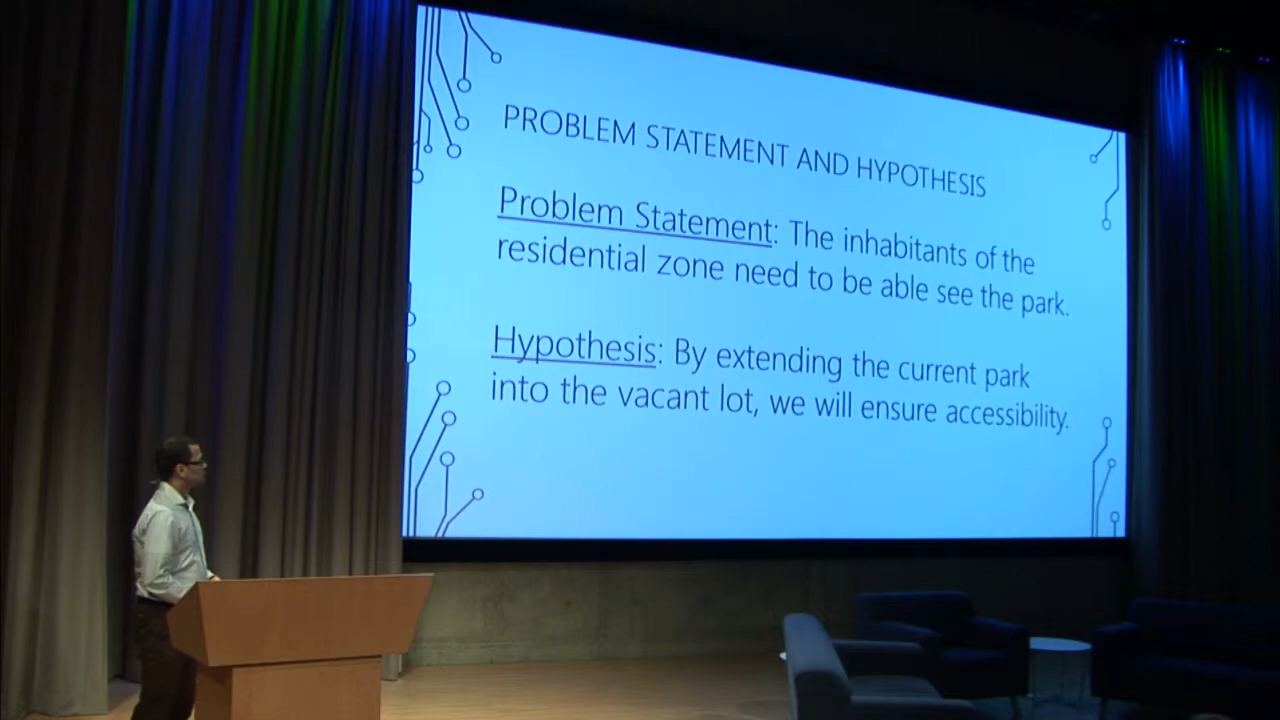 PROBLEM STATEMENT AND HYPOTHESIS
Problem Statement: The inhabitants of the
residential zone need to be able see the park.
Hypothesis: By extending the current park
into the vacant lot, we will ensure accessibility.